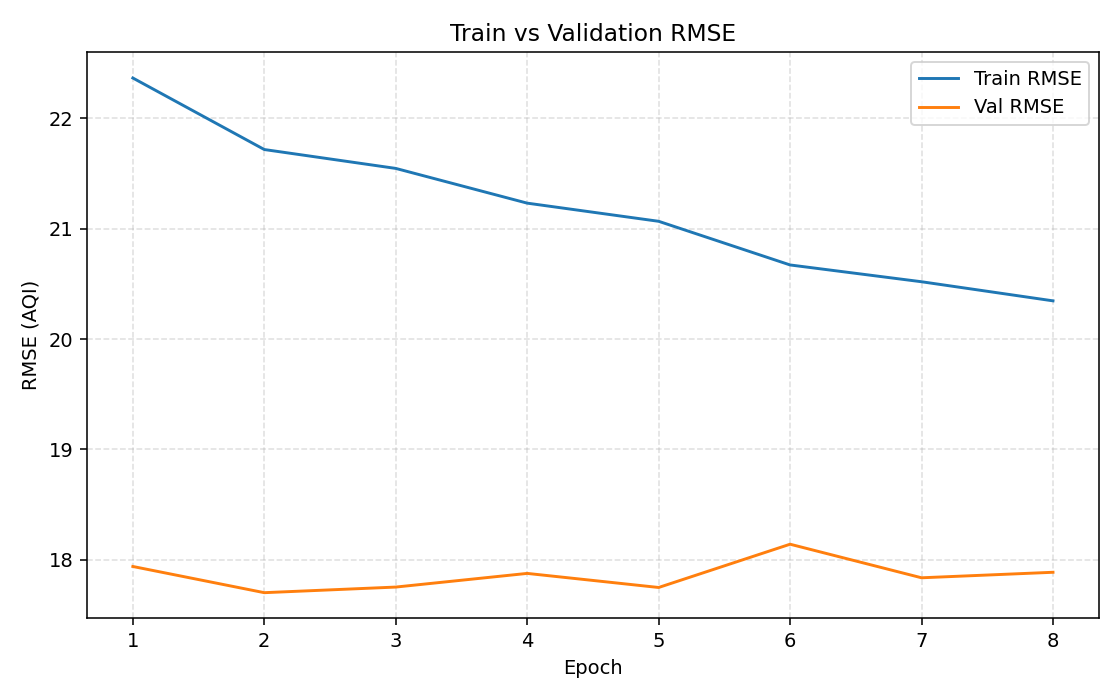 Train vs Validation RMSE
Train RMSE
Val RMSE
RMSE (AQI)
22
21
20
19
18
1 2 3 4 5 6 7 8
Epoch